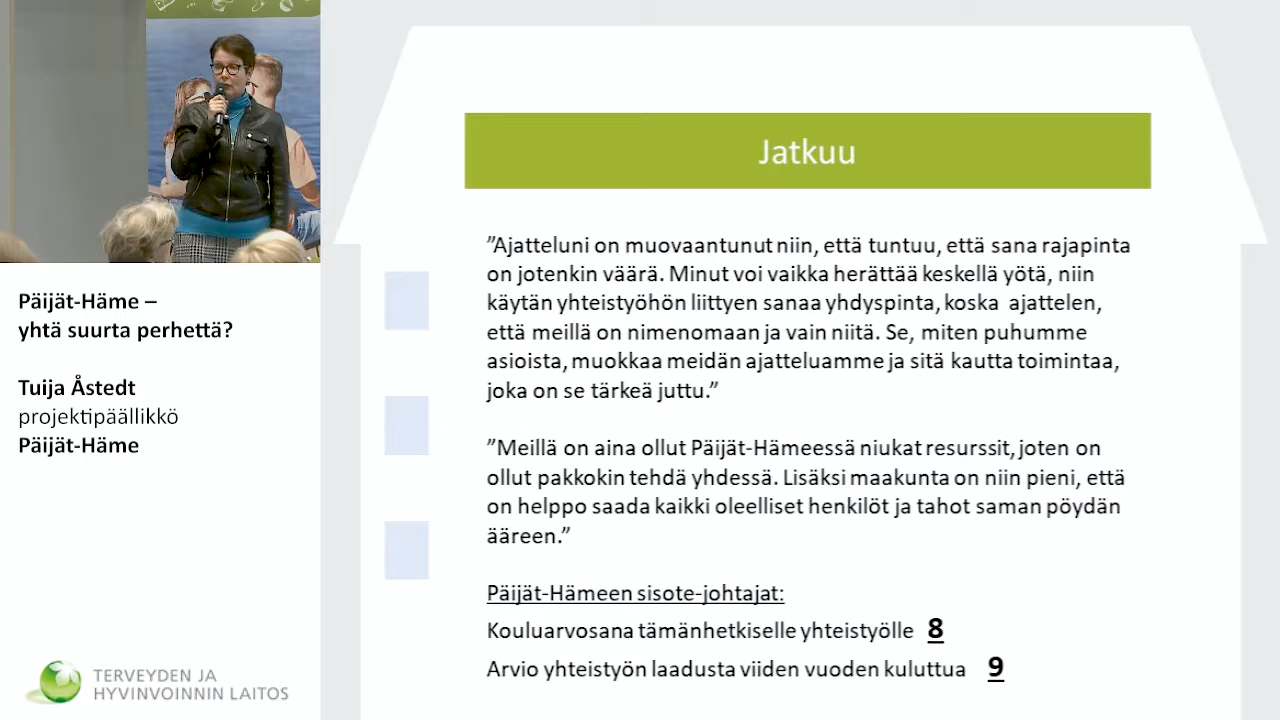 Päijät-Häme –
yhtä suurta perhettä?
Tuija Åstedt
projektipäällikkö
Päijät-Häme
TERVEYDEN JA
HYVINVOINNIN LAITOS
Jatkuu
”Ajatteluni on muovaantunut niin, että tuntuu, että sana rajapinta
on jotenkin väärä. Minut voi vaikka herättää keskellä yötä, niin
käytän yhteistyöhön liittyen sanaa yhdyspinta, koska ajattelen,
että meillä on nimenomaan ja vain niitä. Se, miten puhumme
asioista, muokkaa meidän ajatteluamme ja sitä kautta toimintaa,
joka on se tärkeä juttu.”
”Meillä on aina ollut Päijät-Hämeessä niukat resurssit, joten on
ollut pakkokin tehdä yhdessä. Lisäksi maakunta on niin pieni, että
on helppo saada kaikki oleelliset henkilöt ja tahot saman pöydän
ääreen.”
Päijät-Hämeen sisote-johtajat:
Kouluarvosana tämänhetkiselle yhteistyölle 8
Arvio yhteistyön laadusta viiden vuoden kuluttua 9